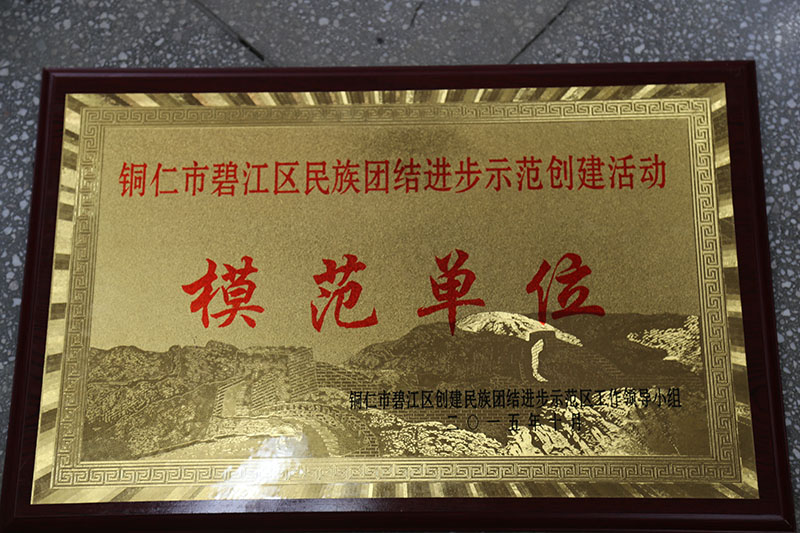 铜仁市碧江区民族团结进步示范创建活动
模范单位
铜仁市碧江区创建民族团结进步示范区工作领导小组
二〇一五年十月